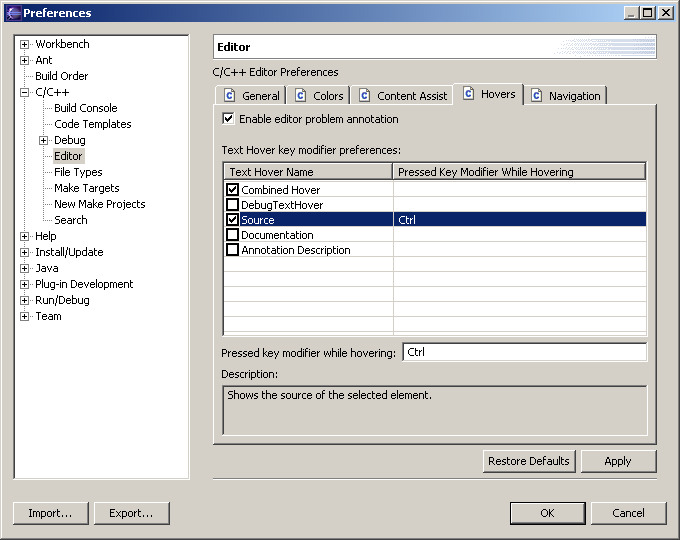 Preferences
Workbench
Ant
Build Order
C/C++
Build Console
Code Templates
Debug
Editor
File Types
Make Targets
New Make Projects
Search
Help
Install/Update
Java
Plug-in Development
Run/Debug
Team
Editor
C/C++ Editor Preferences
General Colors Content Assist Hovers Navigation
Enable editor problem annotation
Text Hover key modifier preferences:
Text Hover Name Pressed Key Modifier While Hovering
Combined Hover
DebugTextHover
Source Ctrl
Documentation
Annotation Description
Pressed key modifier while hovering: Ctrl
Description:
Shows the source of the selected element.
Restore Defaults Apply
Import... Export... OK Cancel